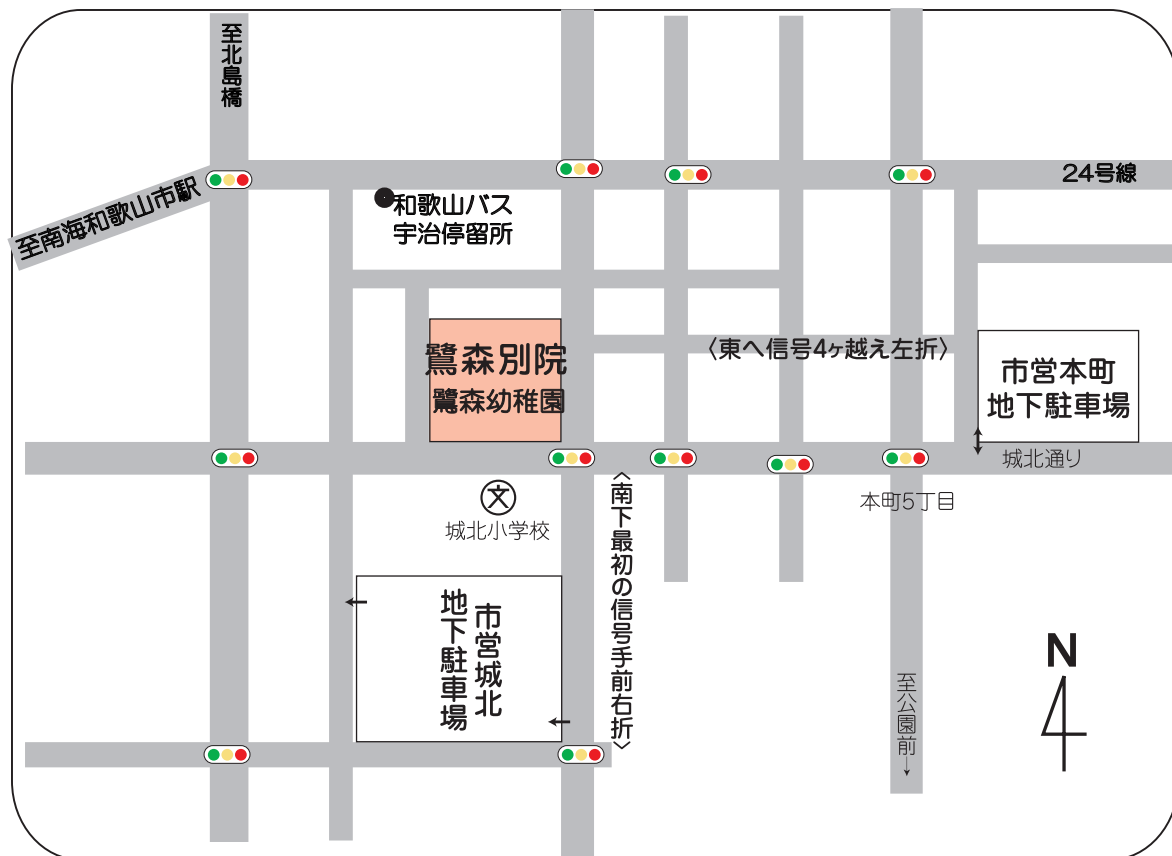 至北島橋
24号線
至南海和歌山市駅
和歌山バス
宇治停留所
鷺森別院
鷺森幼稚園
〈東へ信号4ヶ越え左折〉
市営本町
地下駐車場
城北通り
本町5丁目
文
城北小学校
〈南下最初の信号手前右折〉
市営城北
地下駐車場
至公園前→
N